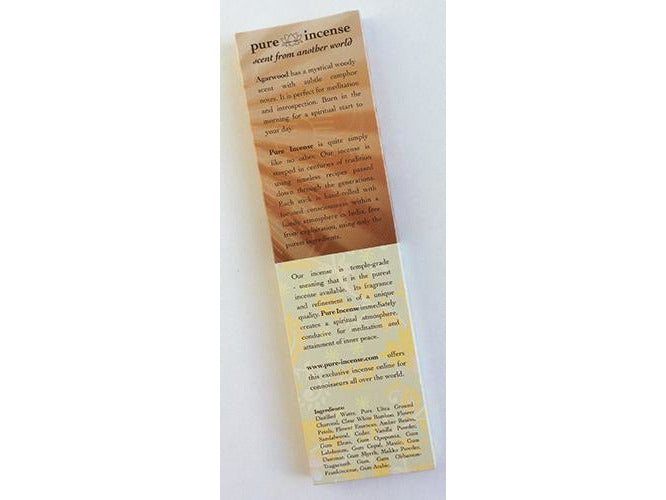 pure incense
scent from another world
Agarwood has a mystical woody
scent with subtle camphor
notes. It is perfect for meditation
and introspection. Burn in the
morning for a spiritual start to
your day.
Pure Incense is quite simply
like no other. Our incense is
steeped in centuries of tradition
using timeless recipes passed
down through the generations.
Each stick is hand-rolled with
focused consciousness within a
atmosphere in India, free
from exploitation, using only the
purest ingredients.
Our incense is temple-grade
- meaning that it is the purest
incense available. Its fragrance
and refinement is of a unique
quality. Pure Incense immediately
creates a spiritual atmosphere,
conducive for meditation and
attainment of inner peace.
www.pure-incense.com offers
this exclusive incense online for
connoisseurs all over the world.
Ingredients:
Distilled Water, Pure Ultra Ground
Charcoal, Clear White Bamboo, Flower
Petals, Flower Essences, Amber Resins,
Sandalwood, Cedar, Vanilla Powder,
Gum Elemi, Gum Opoponax, Gum
Labdanum, Gum Copal, Mastic, Gum
Dammar, Gum Myrrh, Makko Powder,
Tragacanth Gum, Gum Olibanum-
Frankincense, Gum Arabic.